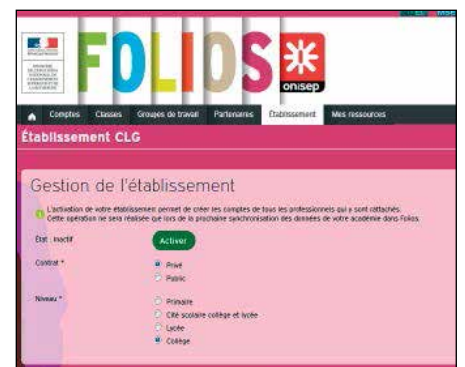 FOLIOS
onisep
Comptes Classes Groupes de travail Partenaires Établissement Mes ressources
Établissement CLG
Gestion de l'établissement
L'activation de votre établissement permet de créer les comptes de tous les professionnels qui y sont rattachés.
Cette opération ne sera réalisée que lors de la prochaine synchronisation des données de votre académie dans Folios.
État : Inactif Activer
Contrat * Privé
Public
Niveau * Primaire
Cité scolaire collège et lycée
Lycée
Collège